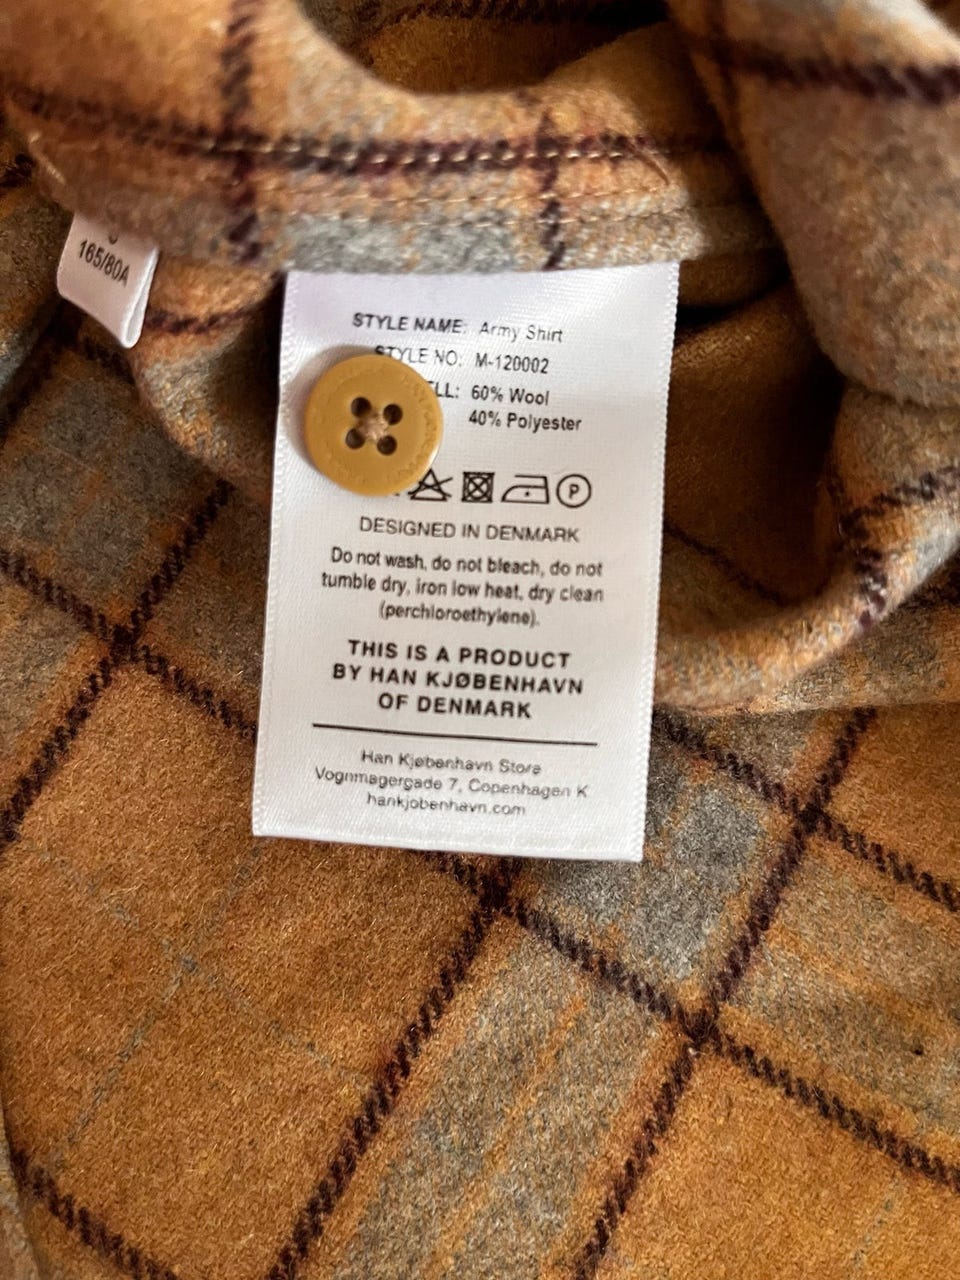 165/80A
STYLE NAME: Army Shirt
STYLE NO: M-120002
LL: 60% Wool
40% Polyester
P
DESIGNED IN DENMARK
Do not wash, do not bleach, do not
tumble dry, iron low heat, dry clean
(perchloroethylene).
THIS IS A PRODUCT
BY HAN KJØBENHAVN
OF DENMARK
Han Kjøbenhavn Store
Vognmagergade 7, Copenhagen K
hankjobenhavn.com